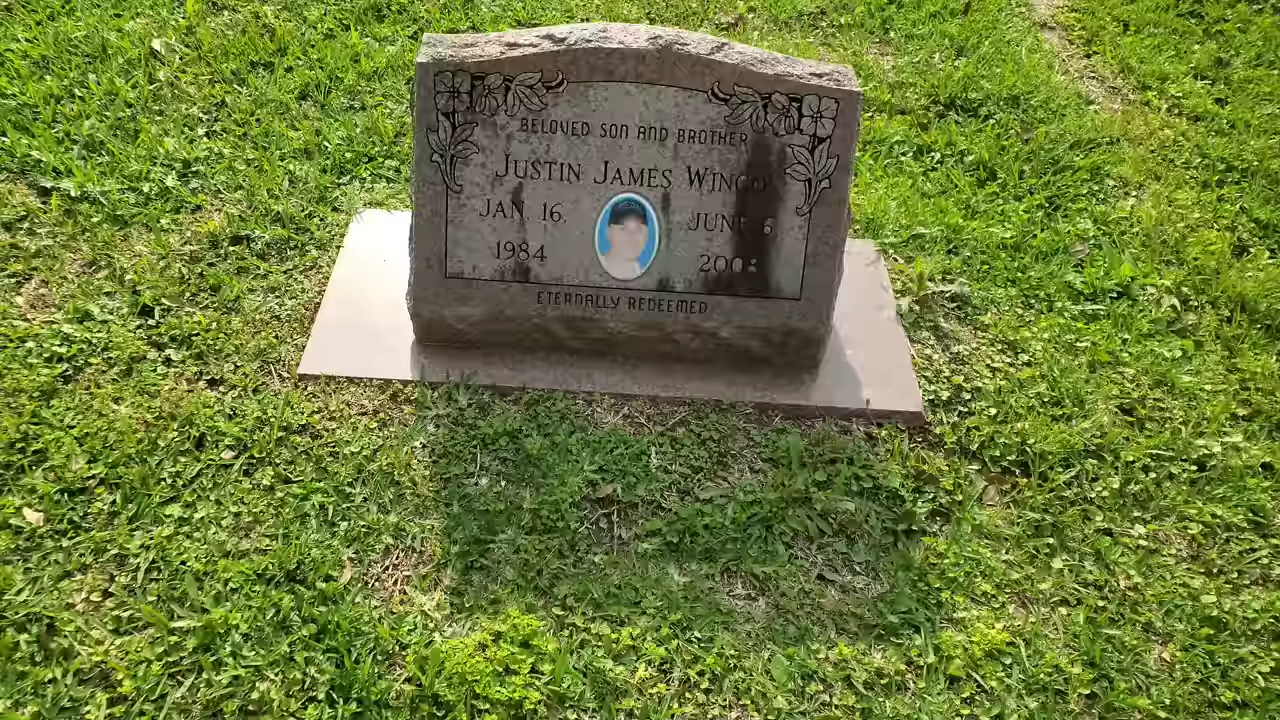 BELOVED SON AND BROTHER
JUSTIN JAMES
JAN. 16, JUNE 6
1984
ETERNALLY REDEEMED